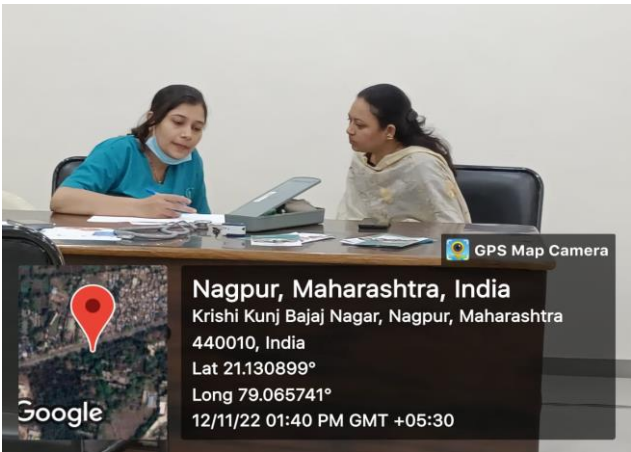 GPS Map Camera
Nagpur, Maharashtra, India
Krishi Kunj Bajaj Nagar, Nagpur, Maharashtra
440010, India
Lat 21.130899°
Long 79.065741°
12/11/22 01:40 PM GMT +05:30
Google